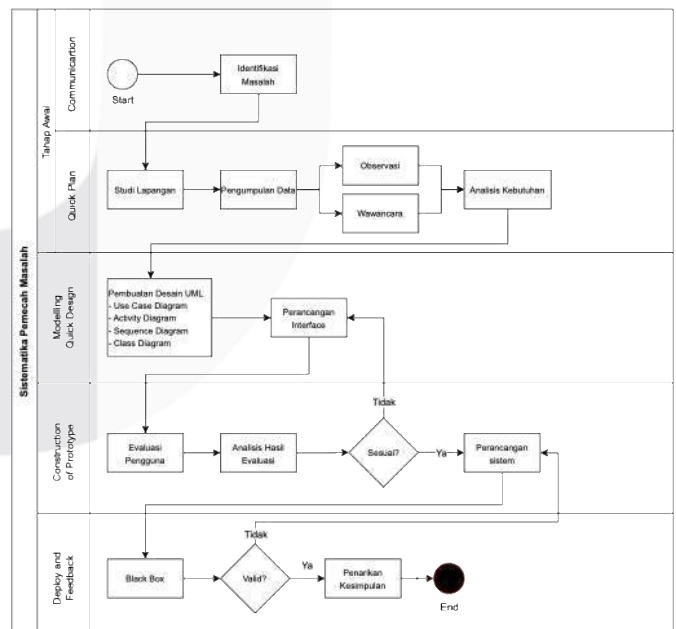 Sistematika Pemecah Masalah
Tahap Awal
Communicartion
Start
Identifikasi
Masalah
Quick Plan
Studi Lapangan
Pengumpulan Data
Observasi
Wawancara
Analisis Kebutuhan
Modelling
Quick Design
Pembuatan Desain UML
- Use Case Diagram
- Activity Diagram
- Sequence Diagram
- Class Diagram
Perancangan
Interface
Construction
of Prototype
Evaluasi
Pengguna
Analisis Hasil
Evaluasi
Tidak
Sesuai?
Ya
Perancangan
sistem
Deploy and
Feedback
Black Box
Tidak
Valid?
Ya
Penarikan
Kesimpulan
End